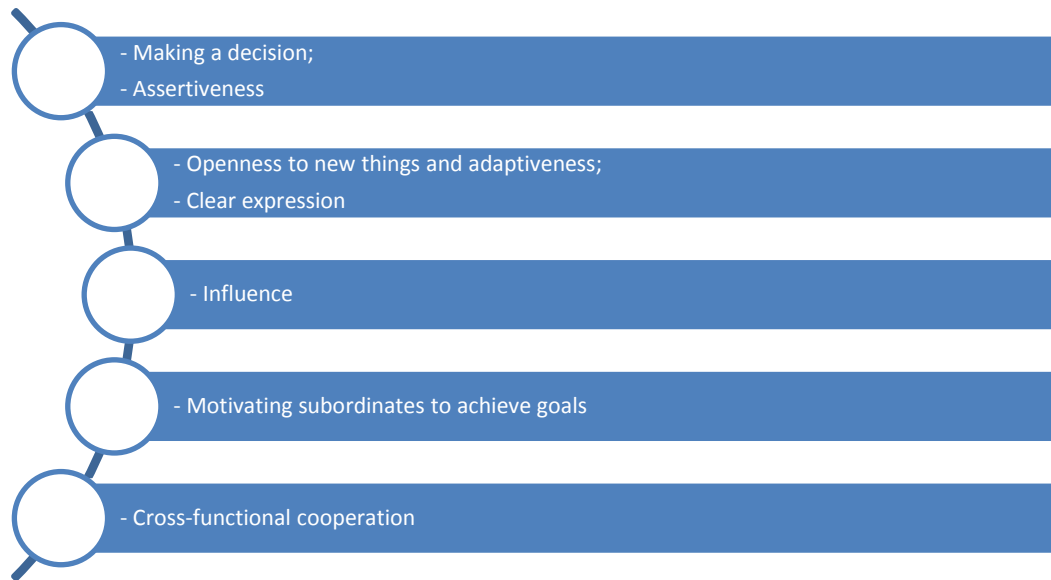 - Making a decision;
- Assertiveness
- Openness to new things and adaptiveness;
- Clear expression
- Influence
- Motivating subordinates to achieve goals
- Cross-functional cooperation